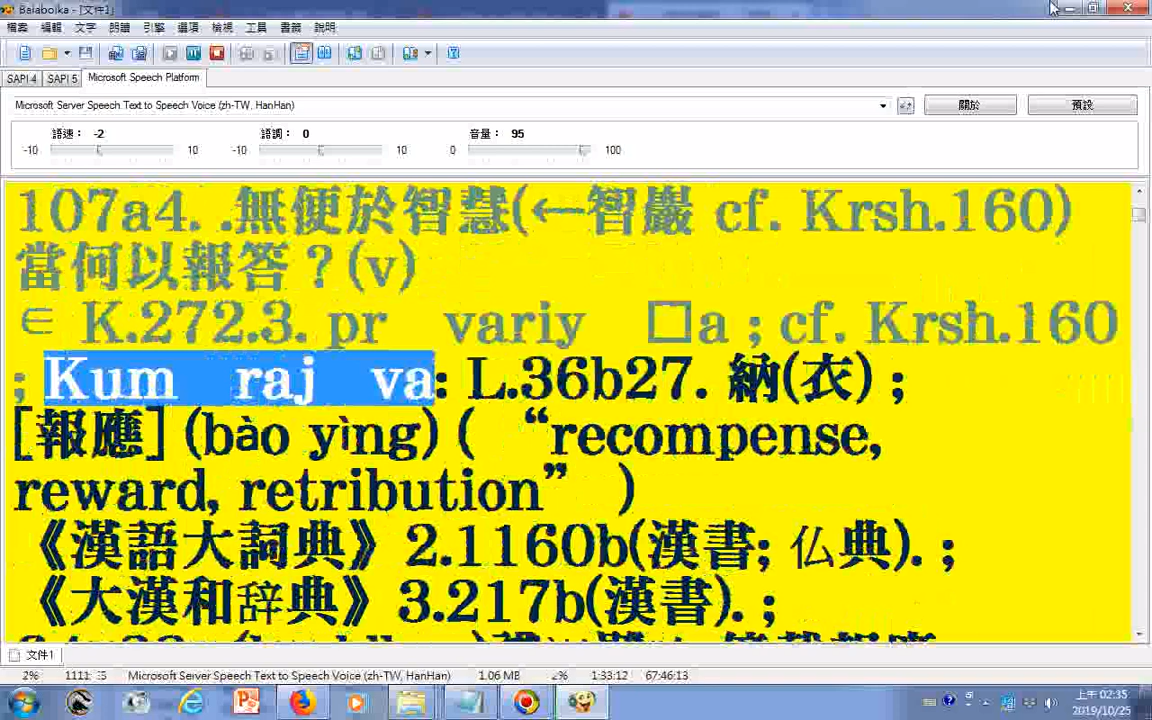 Balabolka - [文件1]
檔案 編輯 文字 朗讀 引擎 選項 檢視 工具 書籤 說明
SAPI 4 SAPI 5 Microsoft Speech Platform
Microsoft Server Speech Text to Speech Voice (zh-TW, HanHan) 關於 預設
語速： -2 語調： 0 音量： 95
-10 10 -10 10 0 100
107a4. .無便於智慧(←智巖 cf. Krsh.160)
當何以報答？(v)
∈ K.272.3. pr variy □a ; cf. Krsh.160
; Kum raj va: L.36b27. 納(衣) ;
[報應] (bào yìng) ( “recompense,
reward, retribution” )
《漢語大詞典》 2.1160b(漢書; 仏典). ;
《大漢和辞典》 3.217b(漢書). ;
文件1
2% Microsoft Server Speech Text to Speech Voice (zh-TW, HanHan) 1.06 MB 2% 1:33:12 67:46:13
上午 02:35
2019/10/25